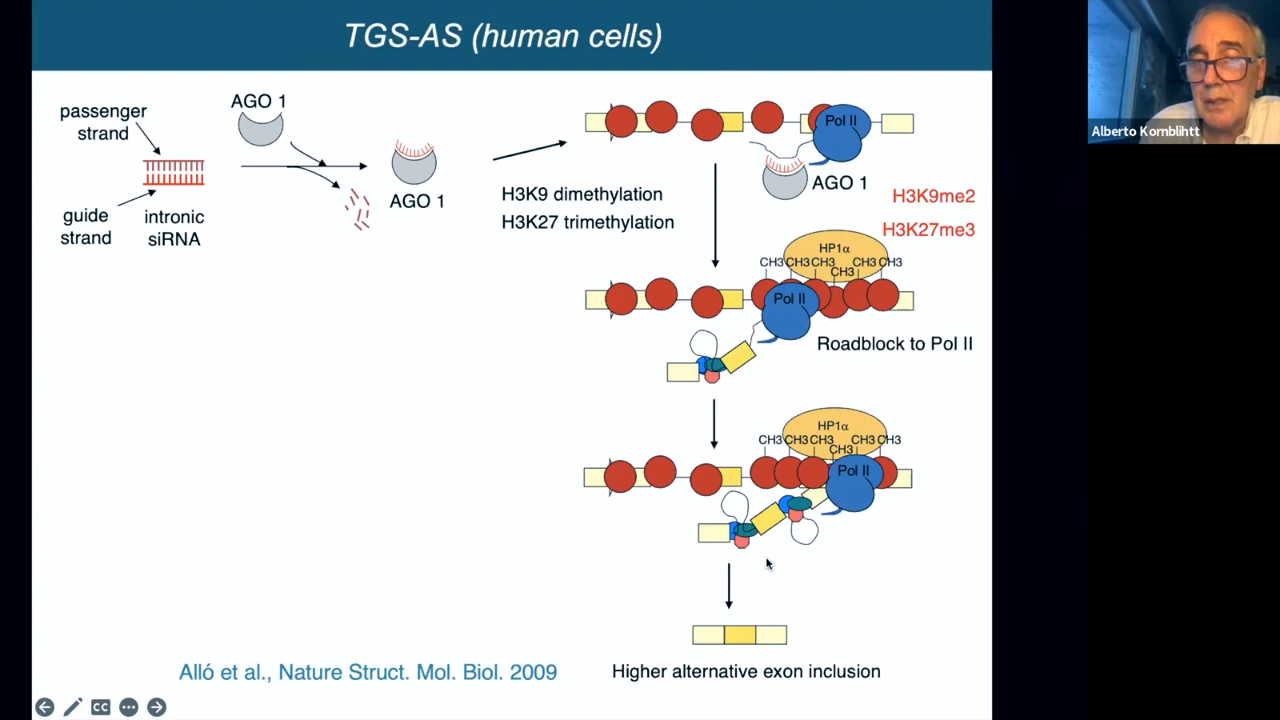 TGS-AS (human cells)
passenger
strand
AGO 1
guide
strand
intronic
siRNA
AGO 1
H3K9 dimethylation
H3K27 trimethylation
Pol II
AGO 1
H3K9me2
H3K27me3
HP1α
CH3 CH3 CH3 CH3 CH3
CH3
Pol II
Roadblock to Pol II
HP1α
CH3 CH3 CH3 CH3 CH3
CH3
Pol II
Higher alternative exon inclusion
Alló et al., Nature Struct. Mol. Biol. 2009
CC
Alberto Kornblihtt